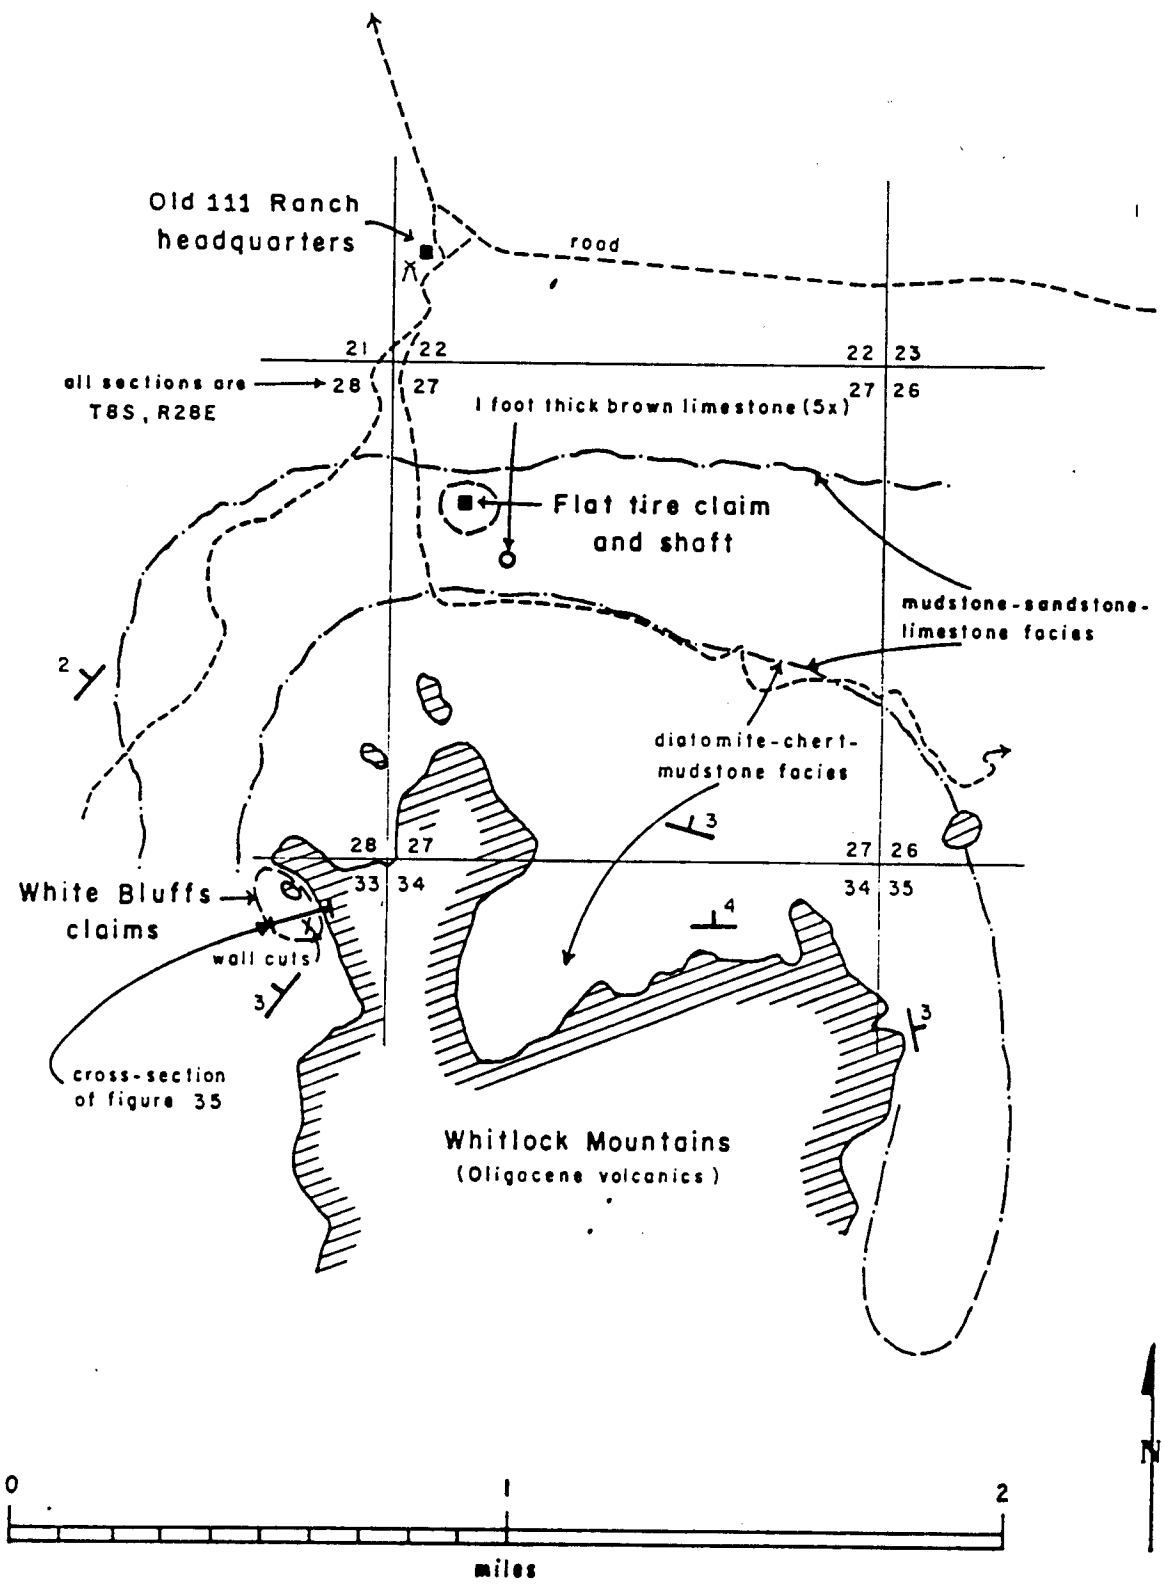 Old 111 Ranch
headquarters
road
21 22
22 23
all sections are
28 27
27 26
T8S, R28E
1 foot thick brown limestone (5x)
Flat tire claim
and shaft
mudstone-sandstone-
limestone facies
2
diatomite-chert-
mudstone facies
3
28 27
27 26
33 34
34 35
White Bluffs
claims
4
wall cuts
3
3
cross-section
of figure 35
Whitlock Mountains
(Oligocene volcanics)
N
0 1 2
miles